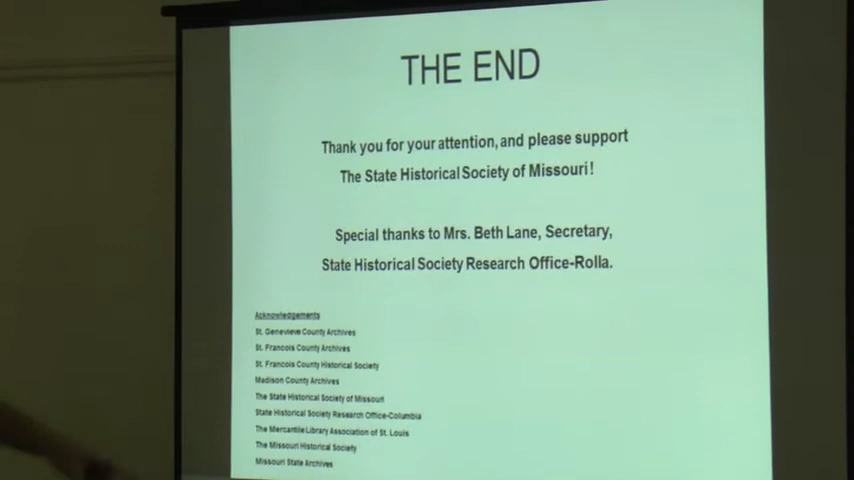 THE END
Thank you for your attention, and please support
The State Historical Society of Missouri!
Special thanks to Mrs. Beth Lane, Secretary,
State Historical Society Research Office-Rolla.
Acknowledgements
St. Genevieve County Archives
St. Francois County Archives
St. Francois County Historical Society
Madison County Archives
The State Historical Society of Missouri
State Historical Society Research Office-Columbia
The Mercantile Library Association of St. Louis
The Missouri Historical Society
Missouri State Archives